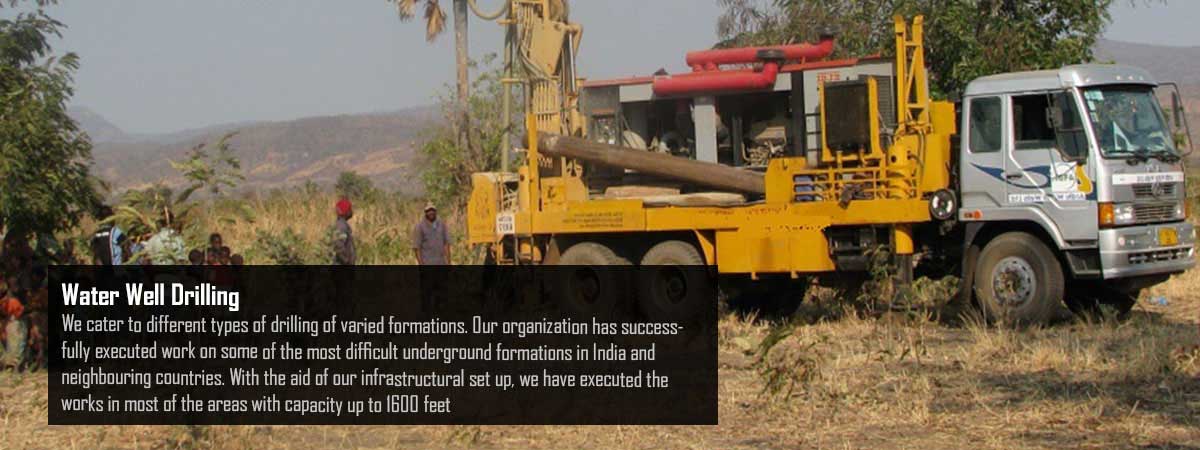 Water Well Drilling
We cater to different types of drilling of varied formations. Our organization has success-
fully executed work on some of the most difficult underground formations in India and
neighbouring countries. With the aid of our infrastructural set up, we have executed the
works in most of the areas with capacity up to 1600 feet